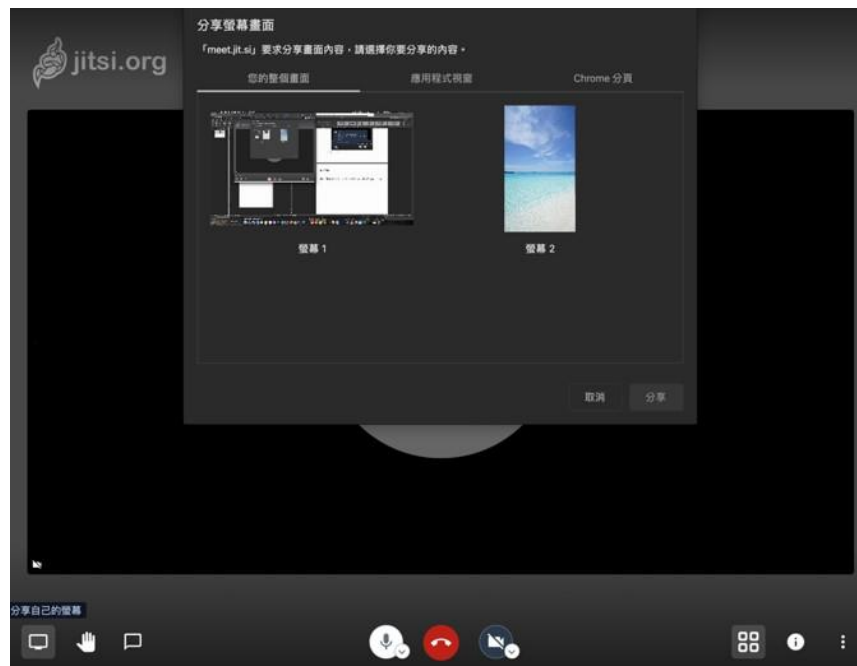 jitsi.org
分享螢幕畫面
「meet.jit.si」要求分享畫面內容，請選擇你要分享的內容。
您的整個畫面
應用程式視窗
Chrome 分頁
螢幕 1
螢幕 2
取消
分享
分享自己的螢幕